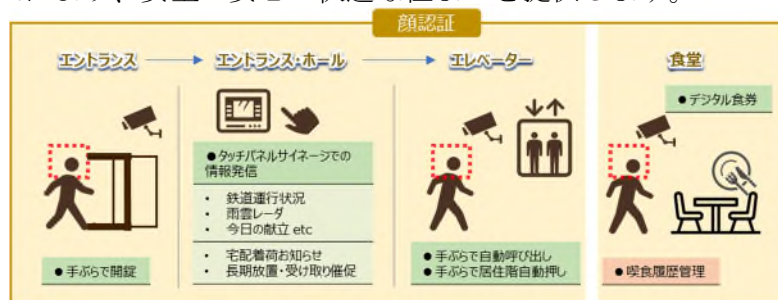 顔認証
エントランス
エントランス・ホール
エレベーター
食堂
● 手ぶらで開錠
● タッチパネルサイネージでの
情報発信
・ 鉄道運行状況
・ 雨雲レーダ
・ 今日の献立 etc
・ 宅配着荷お知らせ
・ 長期放置・受け取り催促
● 手ぶらで自動呼び出し
● 手ぶらで居住階自動押し
● デジタル食券
● 喫食履歴管理